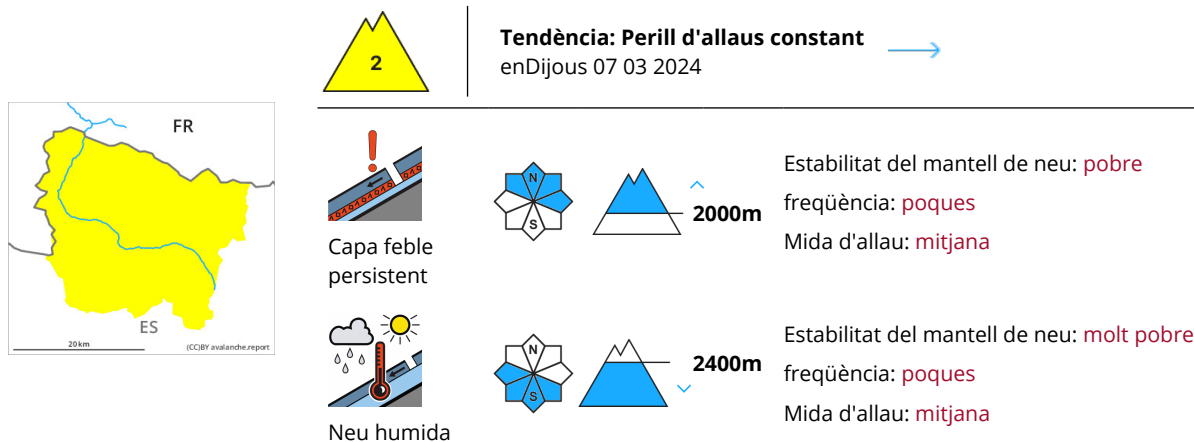 2
Tendència: Perill d'allaus constant
enDijous 07 03 2024
FR
ES
20 km
(CC)BY avalanche.report
N
S
2000m
Capa feble
persistent
Estabilitat del mantell de neu: pobre
freqüència: poques
Mida d'allau: mitjana
N
S
2400m
Neu humida
Estabilitat del mantell de neu: molt pobre
freqüència: poques
Mida d'allau: mitjana